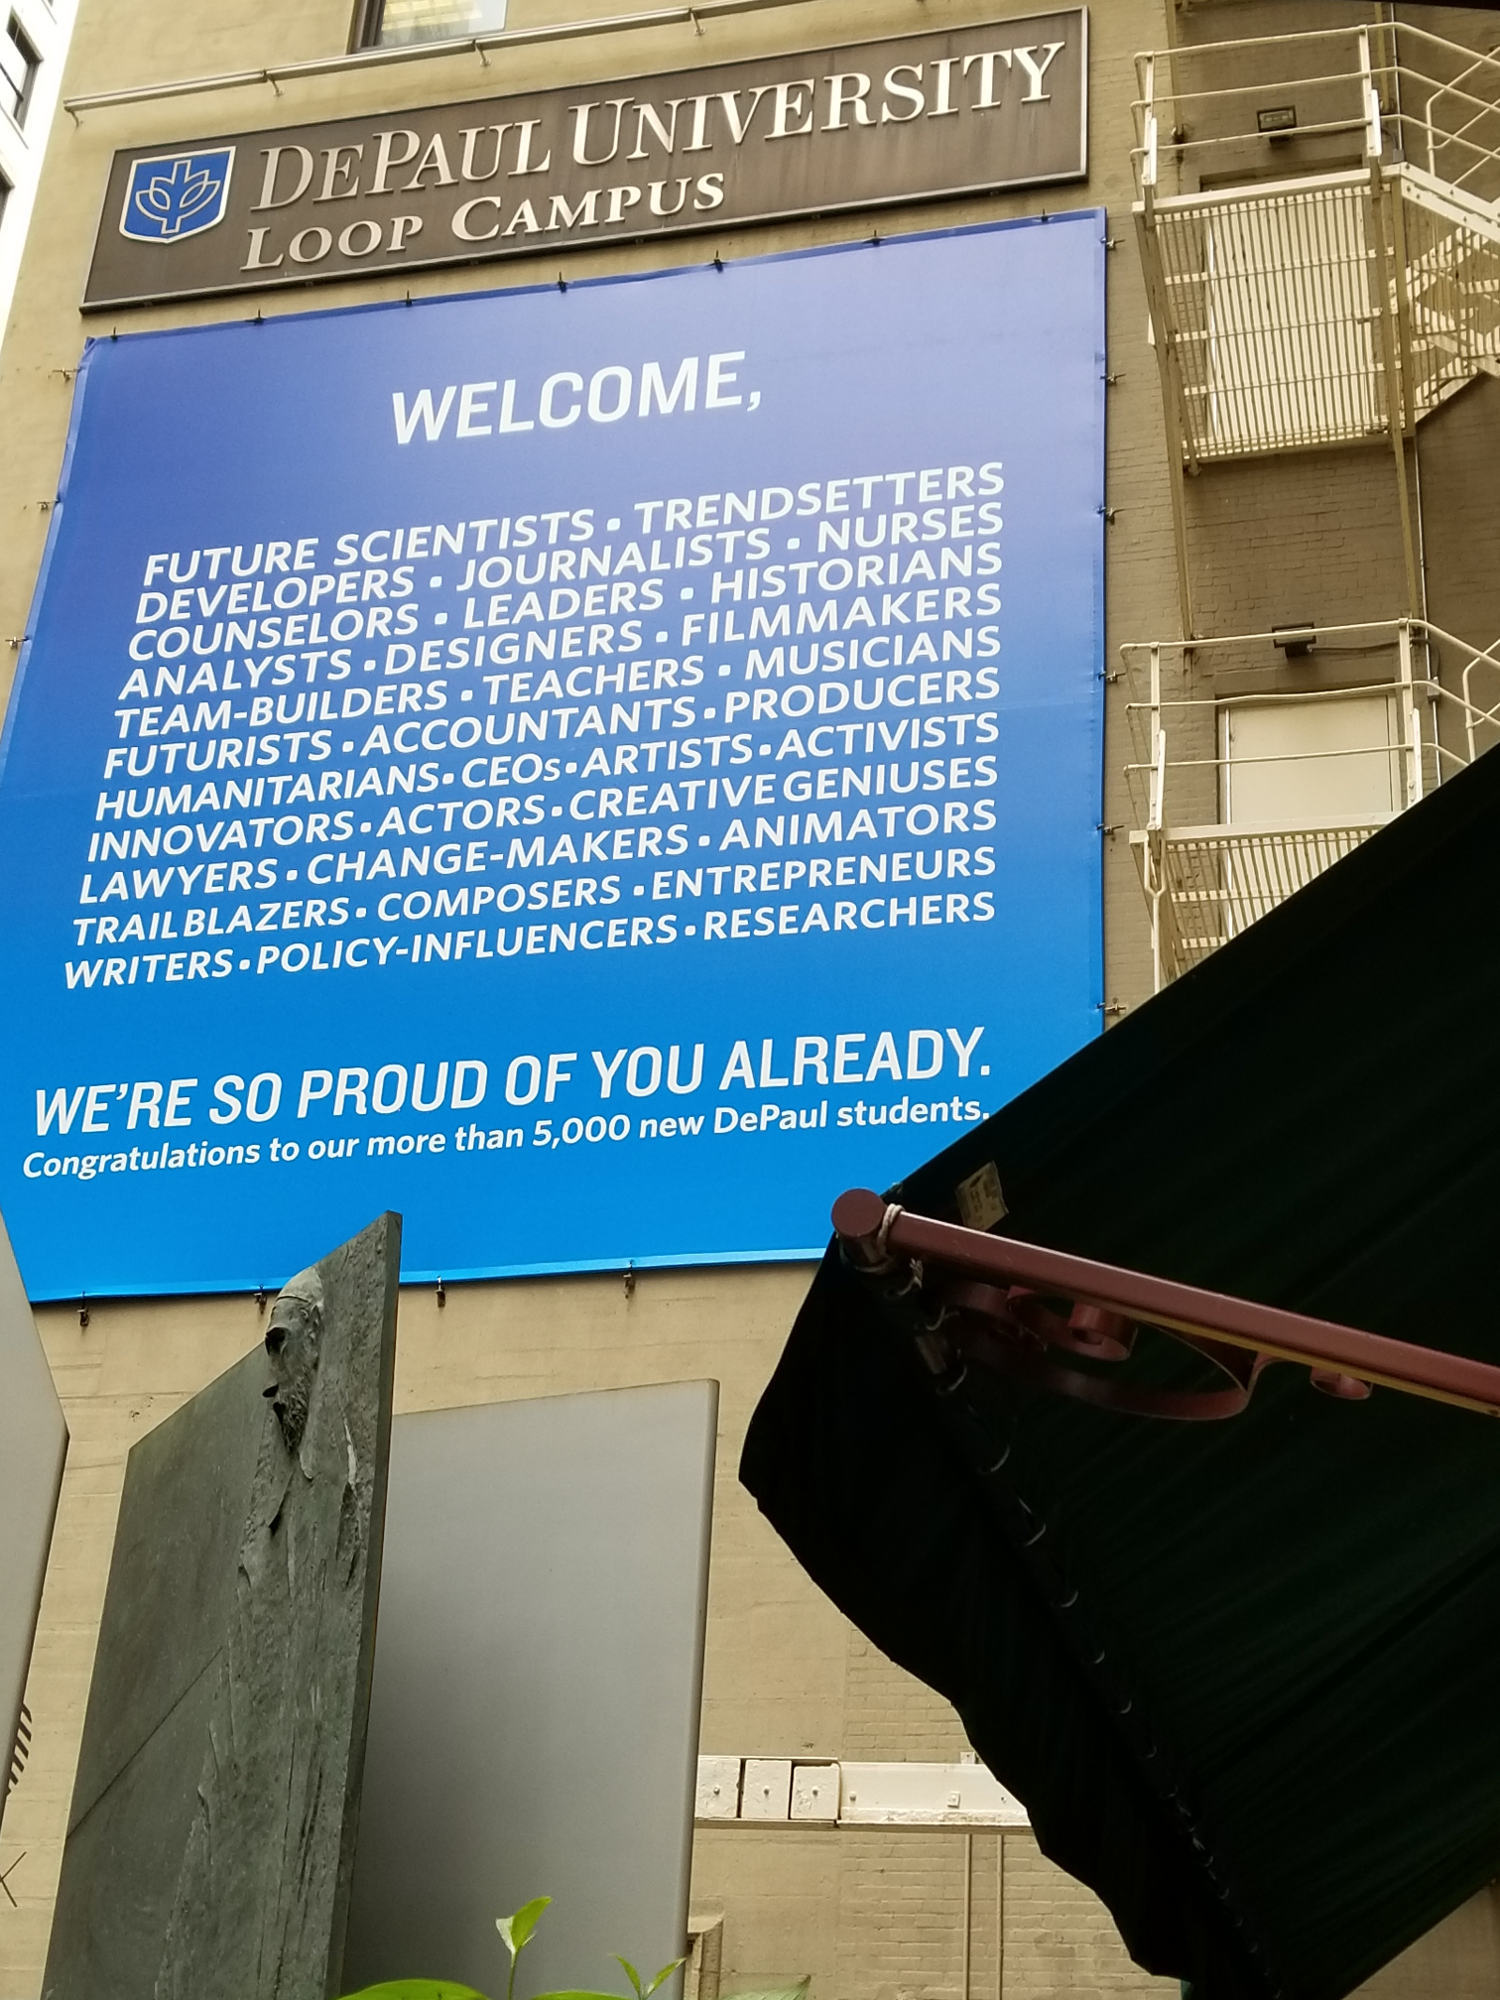 DEPAUL UNIVERSITY
LOOP CAMPUS
WELCOME,
FUTURE SCIENTISTS • TRENDSETTERS
DEVELOPERS • JOURNALISTS • NURSES
COUNSELORS • LEADERS • HISTORIANS
ANALYSTS • DESIGNERS • FILMMAKERS
TEAM-BUILDERS • TEACHERS • MUSICIANS
FUTURISTS • ACCOUNTANTS • PRODUCERS
HUMANITARIANS • CEOs • ARTISTS • ACTIVISTS
INNOVATORS • ACTORS • CREATIVE GENIUSES
LAWYERS • CHANGE-MAKERS • ANIMATORS
TRAILBLAZERS • COMPOSERS • ENTREPRENEURS
WRITERS • POLICY-INFLUENCERS • RESEARCHERS
WE'RE SO PROUD OF YOU ALREADY.
Congratulations to our more than 5,000 new DePaul students.